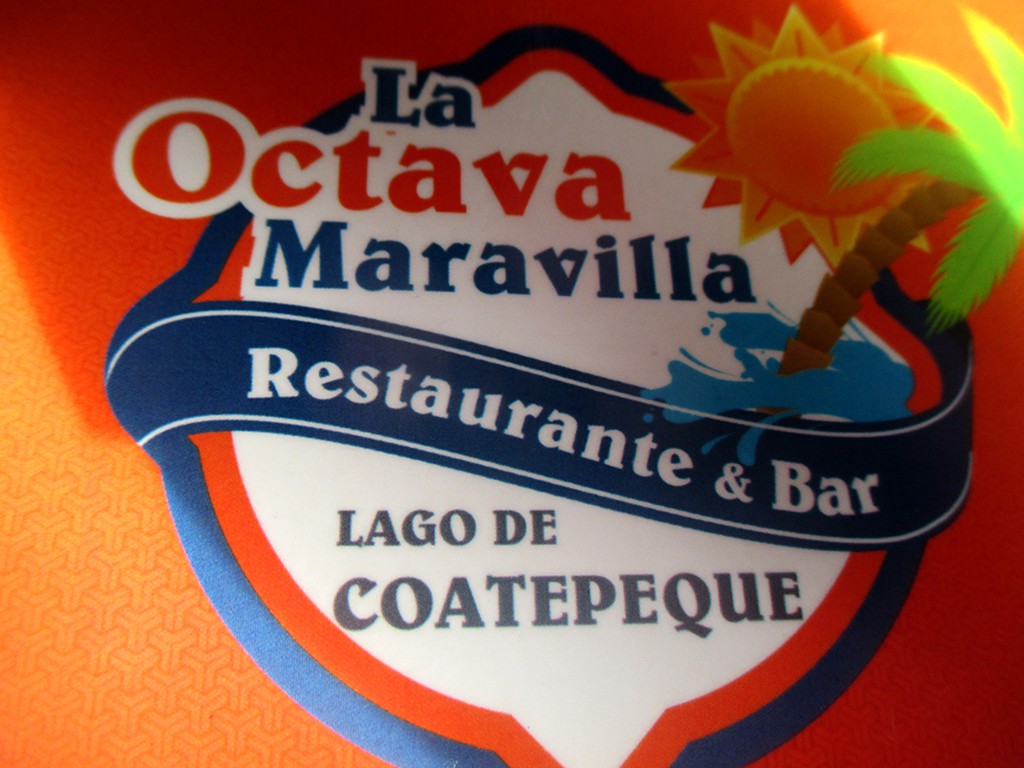 La
Octava
Maravilla
Restaurante & Bar
LAGO DE
COATEPEQUE